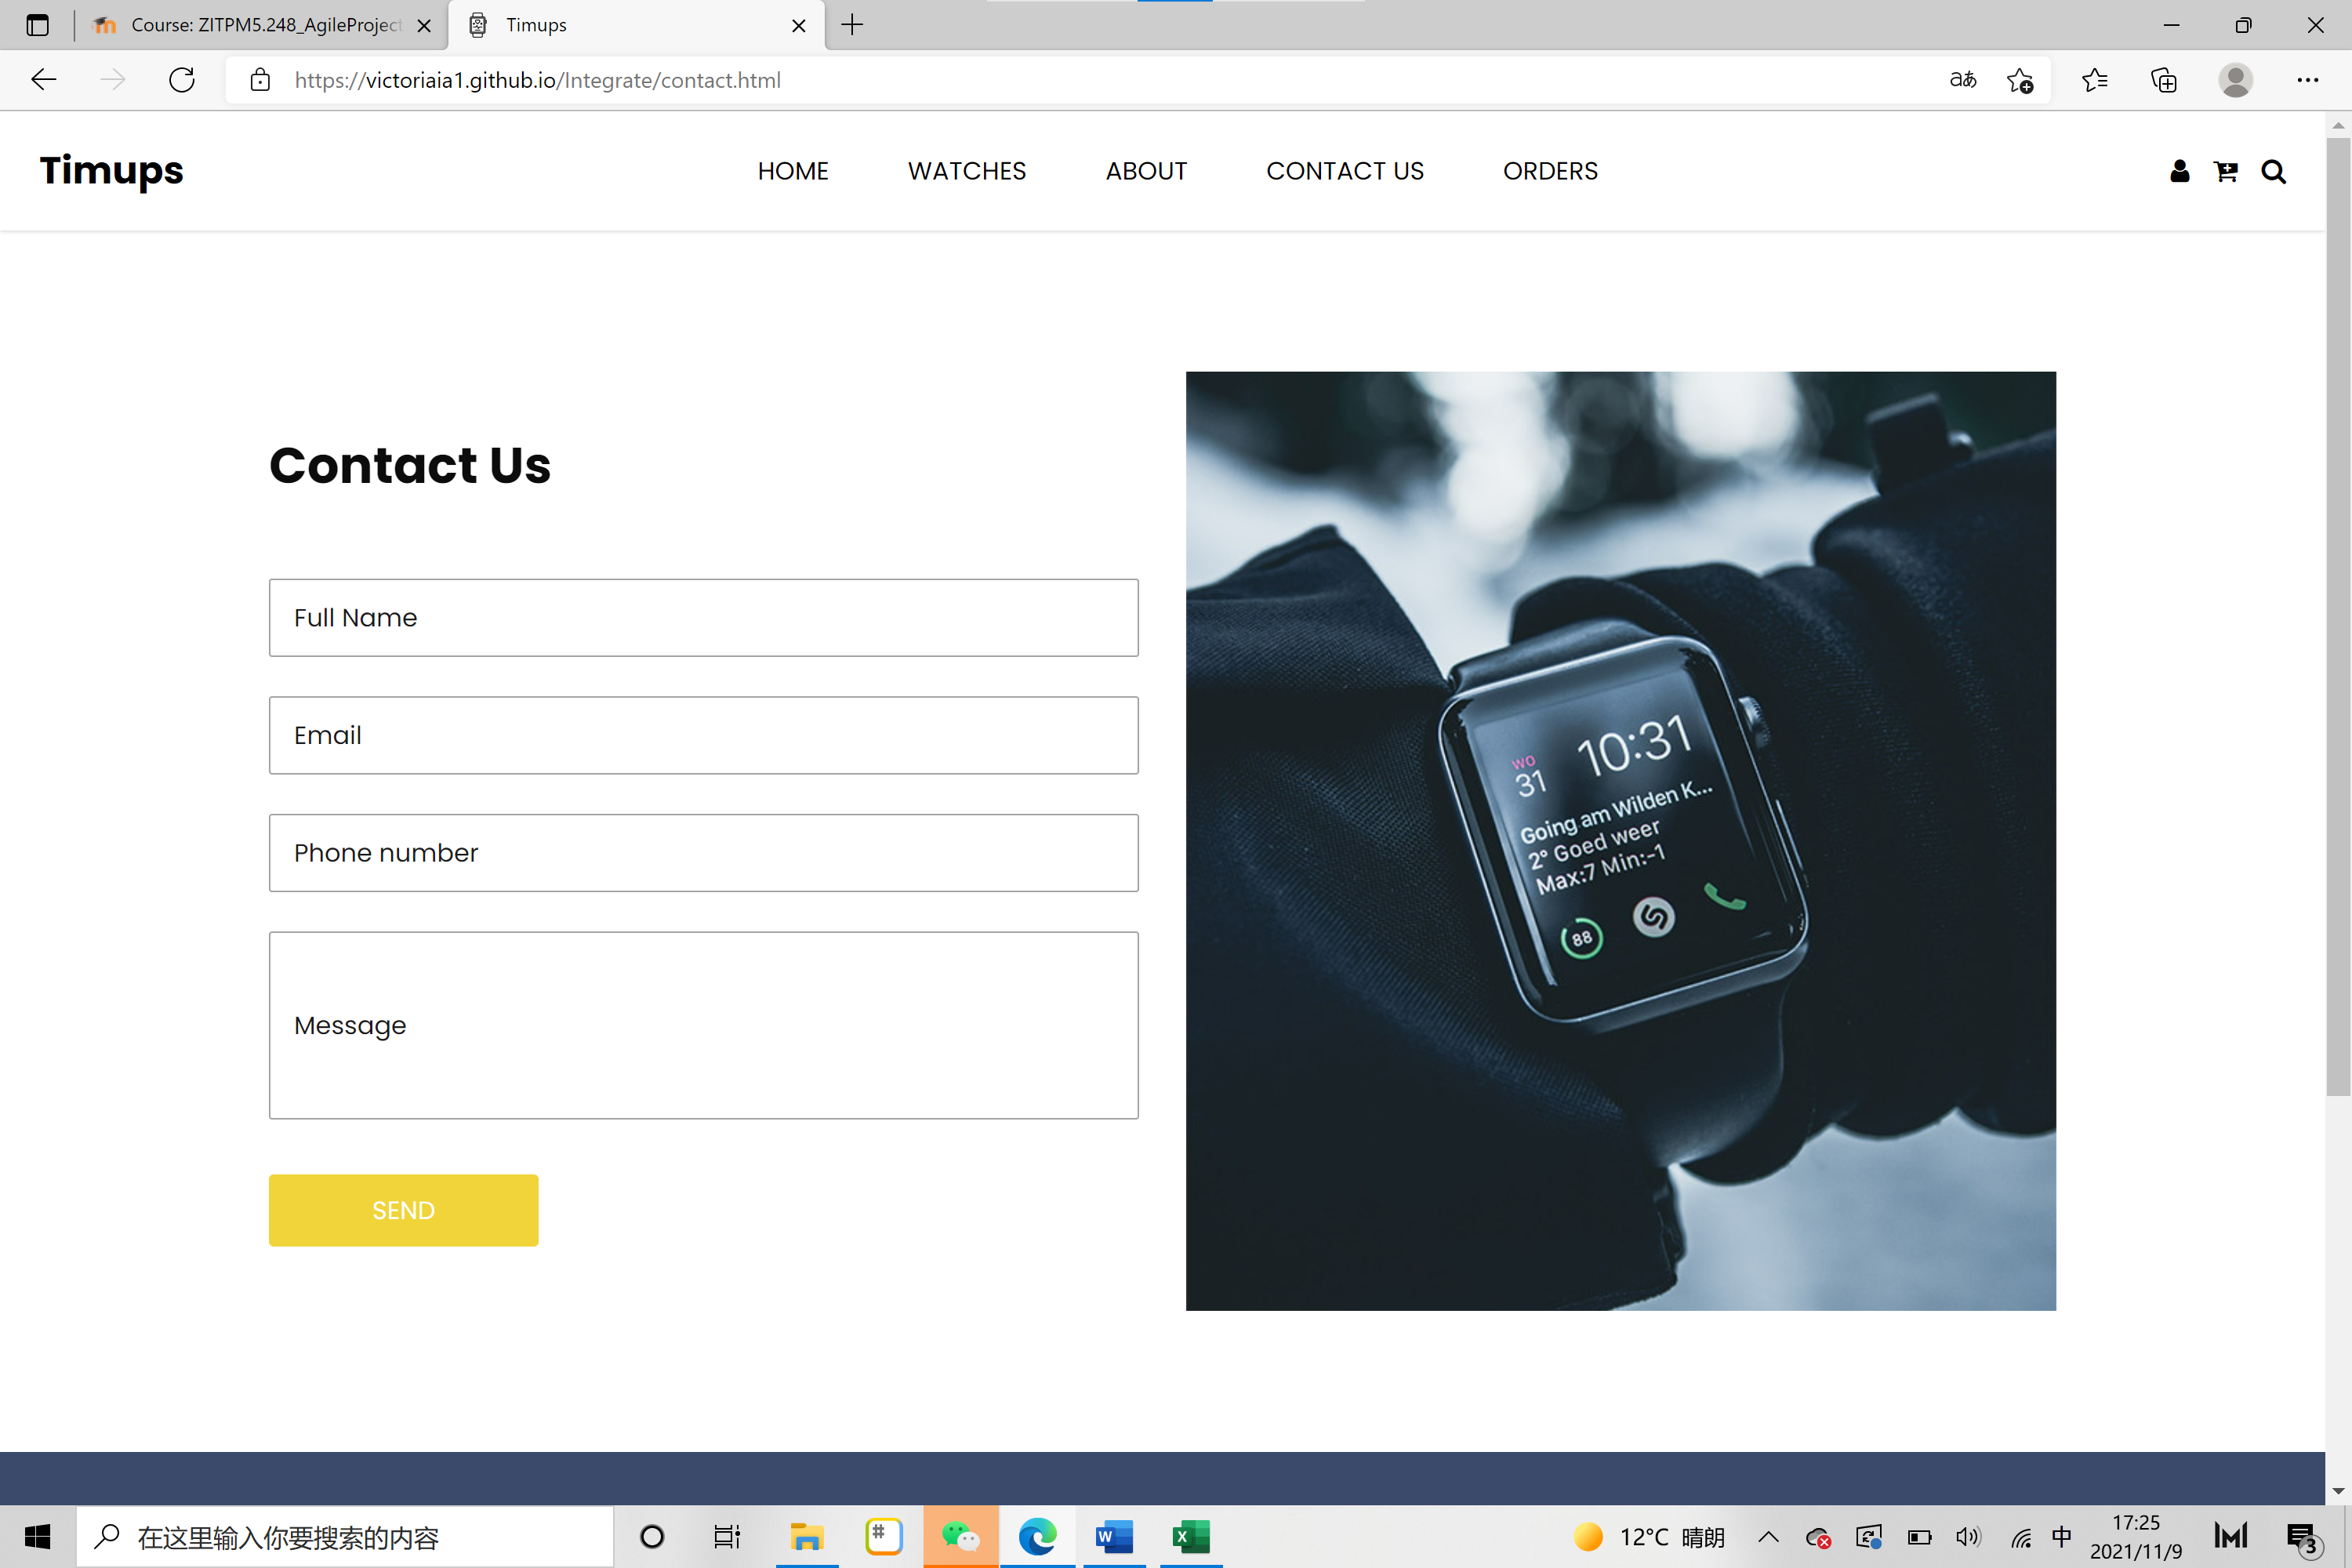 Course: ZITPM5.248_AgileProject
Timups
https://victoriaia1.github.io/Integrate/contact.html
Timups
HOME WATCHES ABOUT CONTACT US ORDERS
Contact Us
Full Name
Email
Phone number
Message
SEND
WO
31
10:31
Going am Wilden K...
2° Goed weer
Max:7 Min:-1
88
在这里输入你要搜索的内容
12°C 晴朗
中
17:25
2021/11/9
3